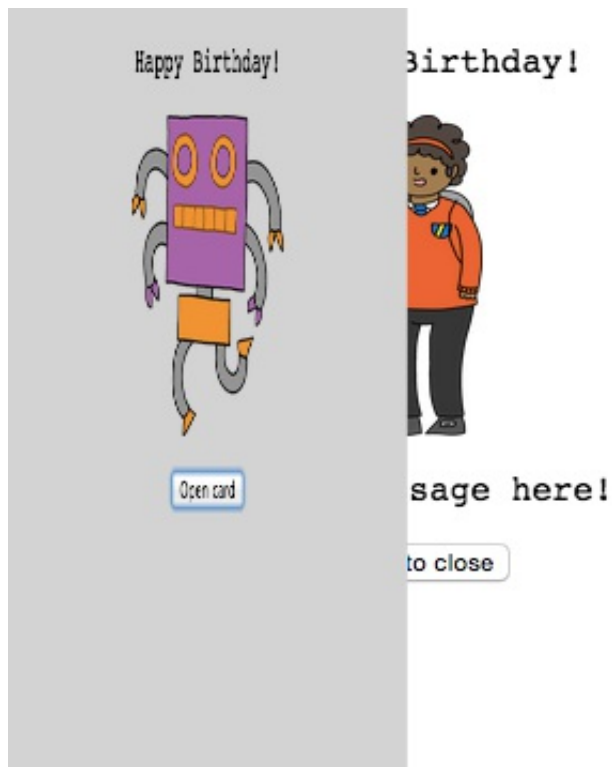 Happy Birthday!
Birthday!
Open card
sage here!
to close